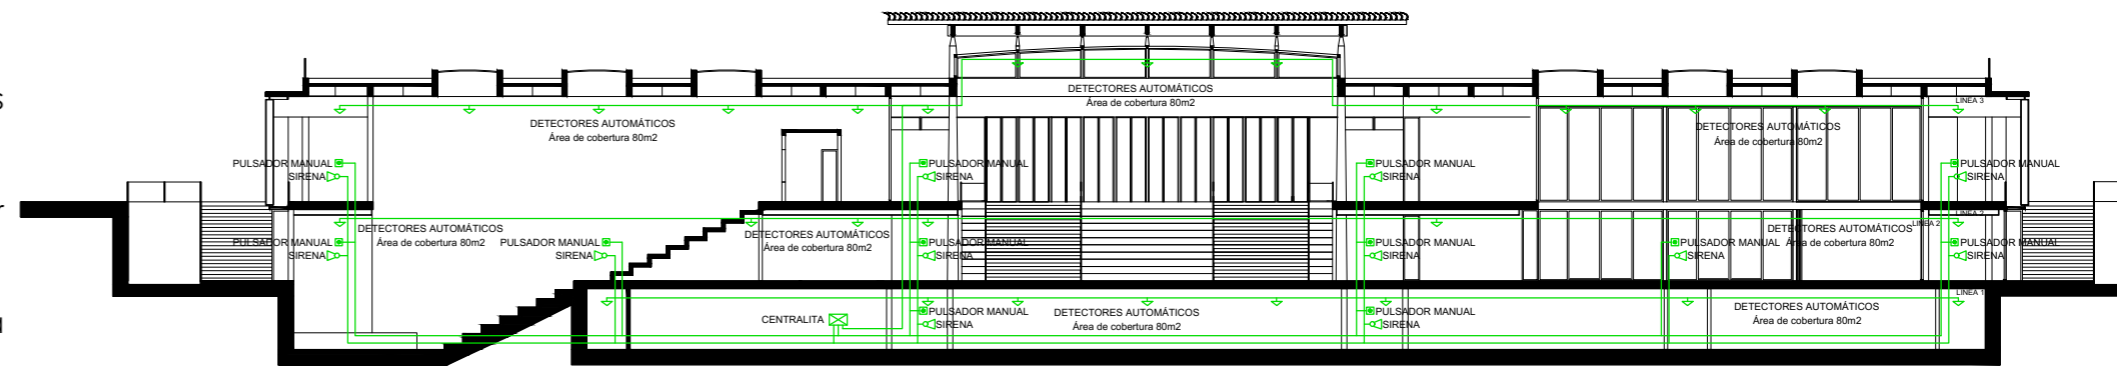 S
DETECTORES AUTOMÁTICOS
Área de cobertura 80m2
LINEA 3
DETECTORES AUTOMÁTICOS
Área de cobertura 80m2
DETECTORES AUTOMÁTICOS
Área de cobertura 80m2
PULSADOR MANUAL
PULSADOR MANUAL
PULSADOR MANUAL
PULSADOR MANUAL
SIRENA
SIRENA
SIRENA
SIRENA
r
LINEA 2
LINEA 2
DETECTORES AUTOMÁTICOS
Área de cobertura 80m2
DETECTORES AUTOMÁTICOS
Área de cobertura 80m2
DETECTORES AUTOMÁTICOS
Área de cobertura 80m2
PULSADOR MANUAL
PULSADOR MANUAL
PULSADOR MANUAL
PULSADOR MANUAL
PULSADOR MANUAL
PULSADOR MANUAL
SIRENA
SIRENA
SIRENA
SIRENA
SIRENA
SIRENA
LINEA 1
CENTRALITA
PULSADOR MANUAL
SIRENA
DETECTORES AUTOMÁTICOS
Área de cobertura 80m2
PULSADOR MANUAL
SIRENA
DETECTORES AUTOMÁTICOS
Área de cobertura 80m2